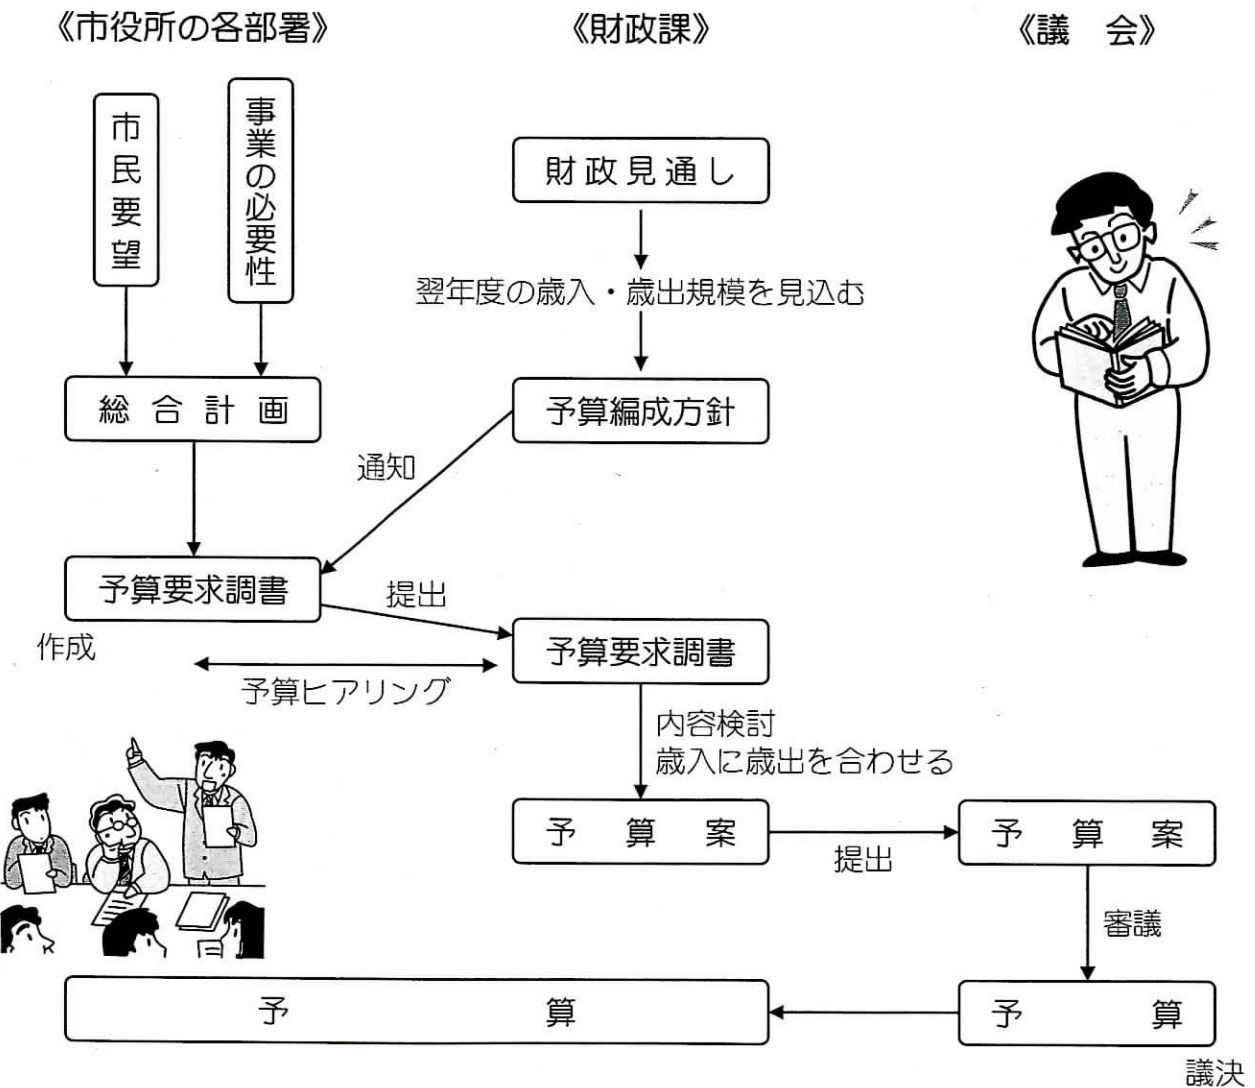 《市役所の各部署》
《財政課》
《議　会》
市民要望
事業の必要性
財政見通し
翌年度の歳入・歳出規模を見込む
総合計画
予算編成方針
通知
予算要求調書
作成
提出
予算要求調書
予算ヒアリング
内容検討
歳入に歳出を合わせる
予算案
提出
予算案
審議
予算
予算
議決